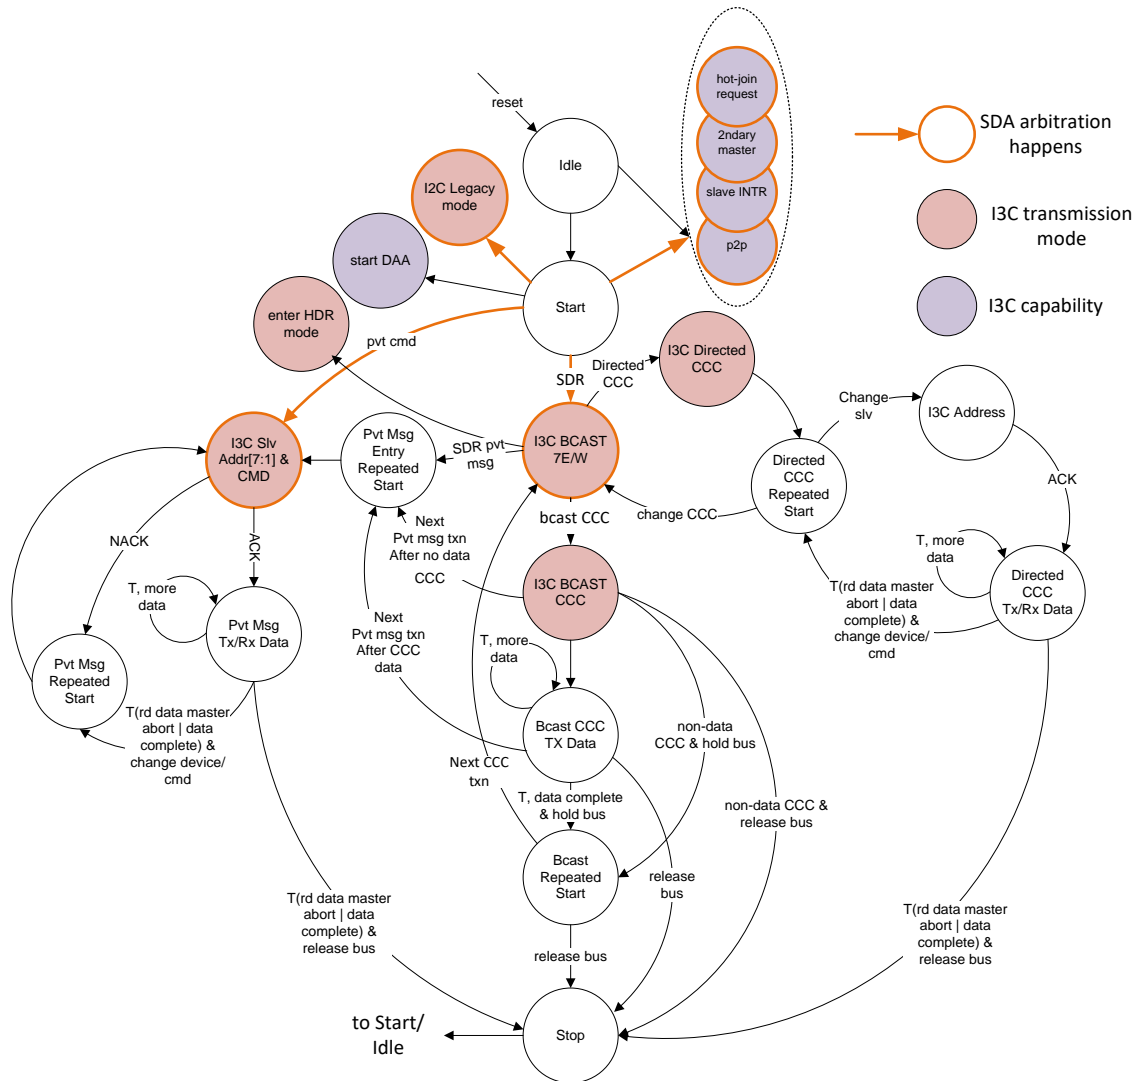 hot-join
request
2ndary
master
slave INTR
p2p
reset
Idle
SDA arbitration
happens
I2C Legacy
mode
I3C transmission
mode
start DAA
I3C capability
Start
enter HDR
mode
pvt cmd
SDR
Directed
CCC
I3C Directed
CCC
Change
slv
I3C Address
I3C Slv
Addr[7:1] &
CMD
Pvt Msg
Entry
Repeated
Start
SDR pvt
msg
I3C BCAST
7E/W
change CCC
Directed
CCC
Repeated
Start
ACK
bcast CCC
NACK
ACK
Next
Pvt msg txn
After no data
CCC
I3C BCAST
CCC
T, more
data
Directed
CCC
Tx/Rx Data
T(rd data master
abort | data
complete) &
change device/
cmd
T, more
data
Pvt Msg
Tx/Rx Data
Next
Pvt msg txn
After CCC
data
T, more
data
Pvt Msg
Repeated
Start
Bcast CCC
TX Data
non-data
CCC & hold bus
T(rd data master
abort | data
complete) &
change device/
cmd
Next CCC
txn
T, data complete
& hold bus
non-data CCC &
release bus
Bcast
Repeated
Start
release
bus
T(rd data master
abort | data
complete) &
release bus
T(rd data master
abort | data
complete) &
release bus
release bus
to Start/
Idle
Stop